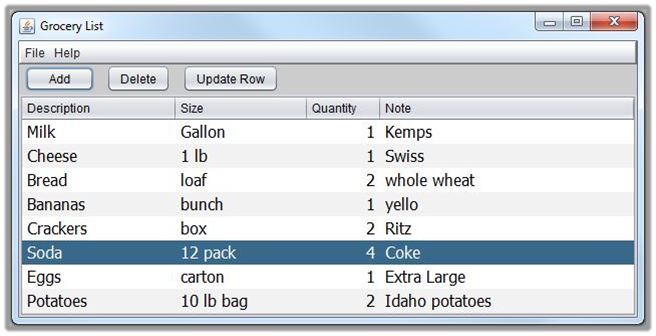 Grocery List
File Help
Add Delete Update Row
Description Size Quantity Note
Milk Gallon 1 Kemps
Cheese 1 lb 1 Swiss
Bread loaf 2 whole wheat
Bananas bunch 1 yello
Crackers box 2 Ritz
Soda 12 pack 4 Coke
Eggs carton 1 Extra Large
Potatoes 10 lb bag 2 Idaho potatoes